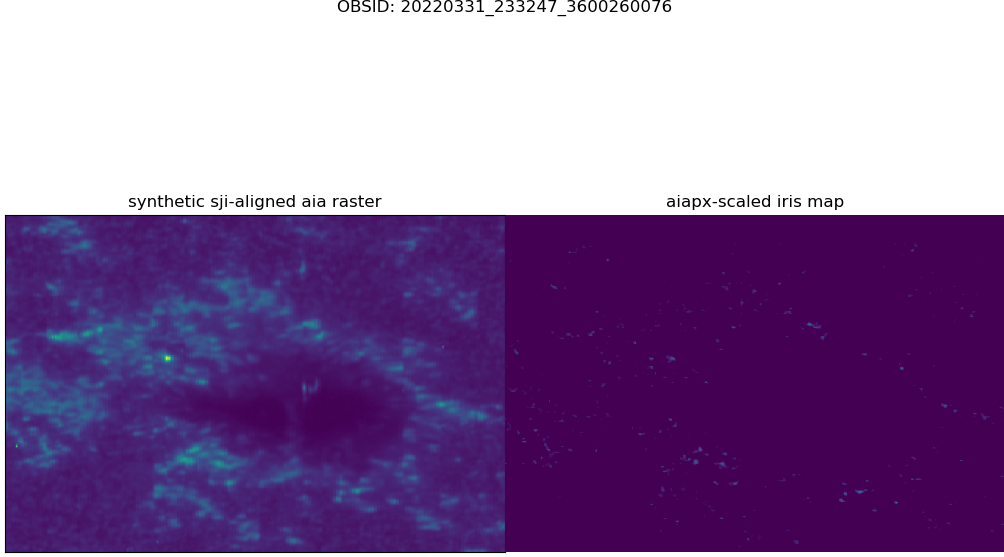 OBSID: 20220331_233247_3600260076
synthetic sji-aligned aia raster
aiapx-scaled iris map